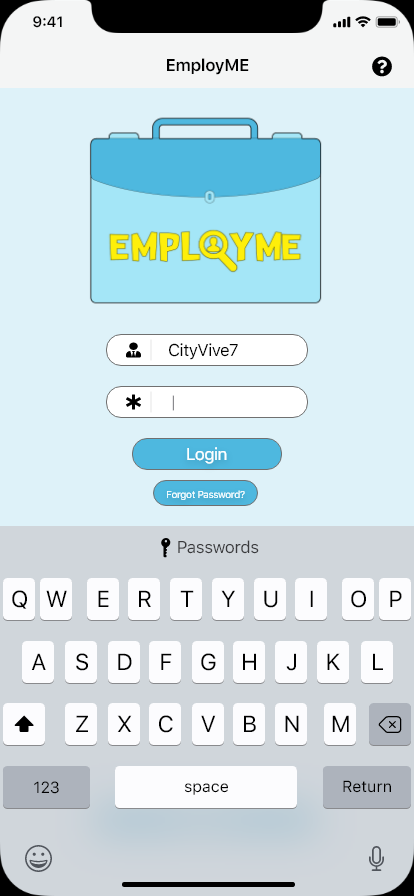 9:41
EmployME
EMPLOYME
CityVive7
Login
Forgot Password?
Passwords
Q W E R T Y U I O P
A S D F G H J K L
Z X C V B N M
123 space Return